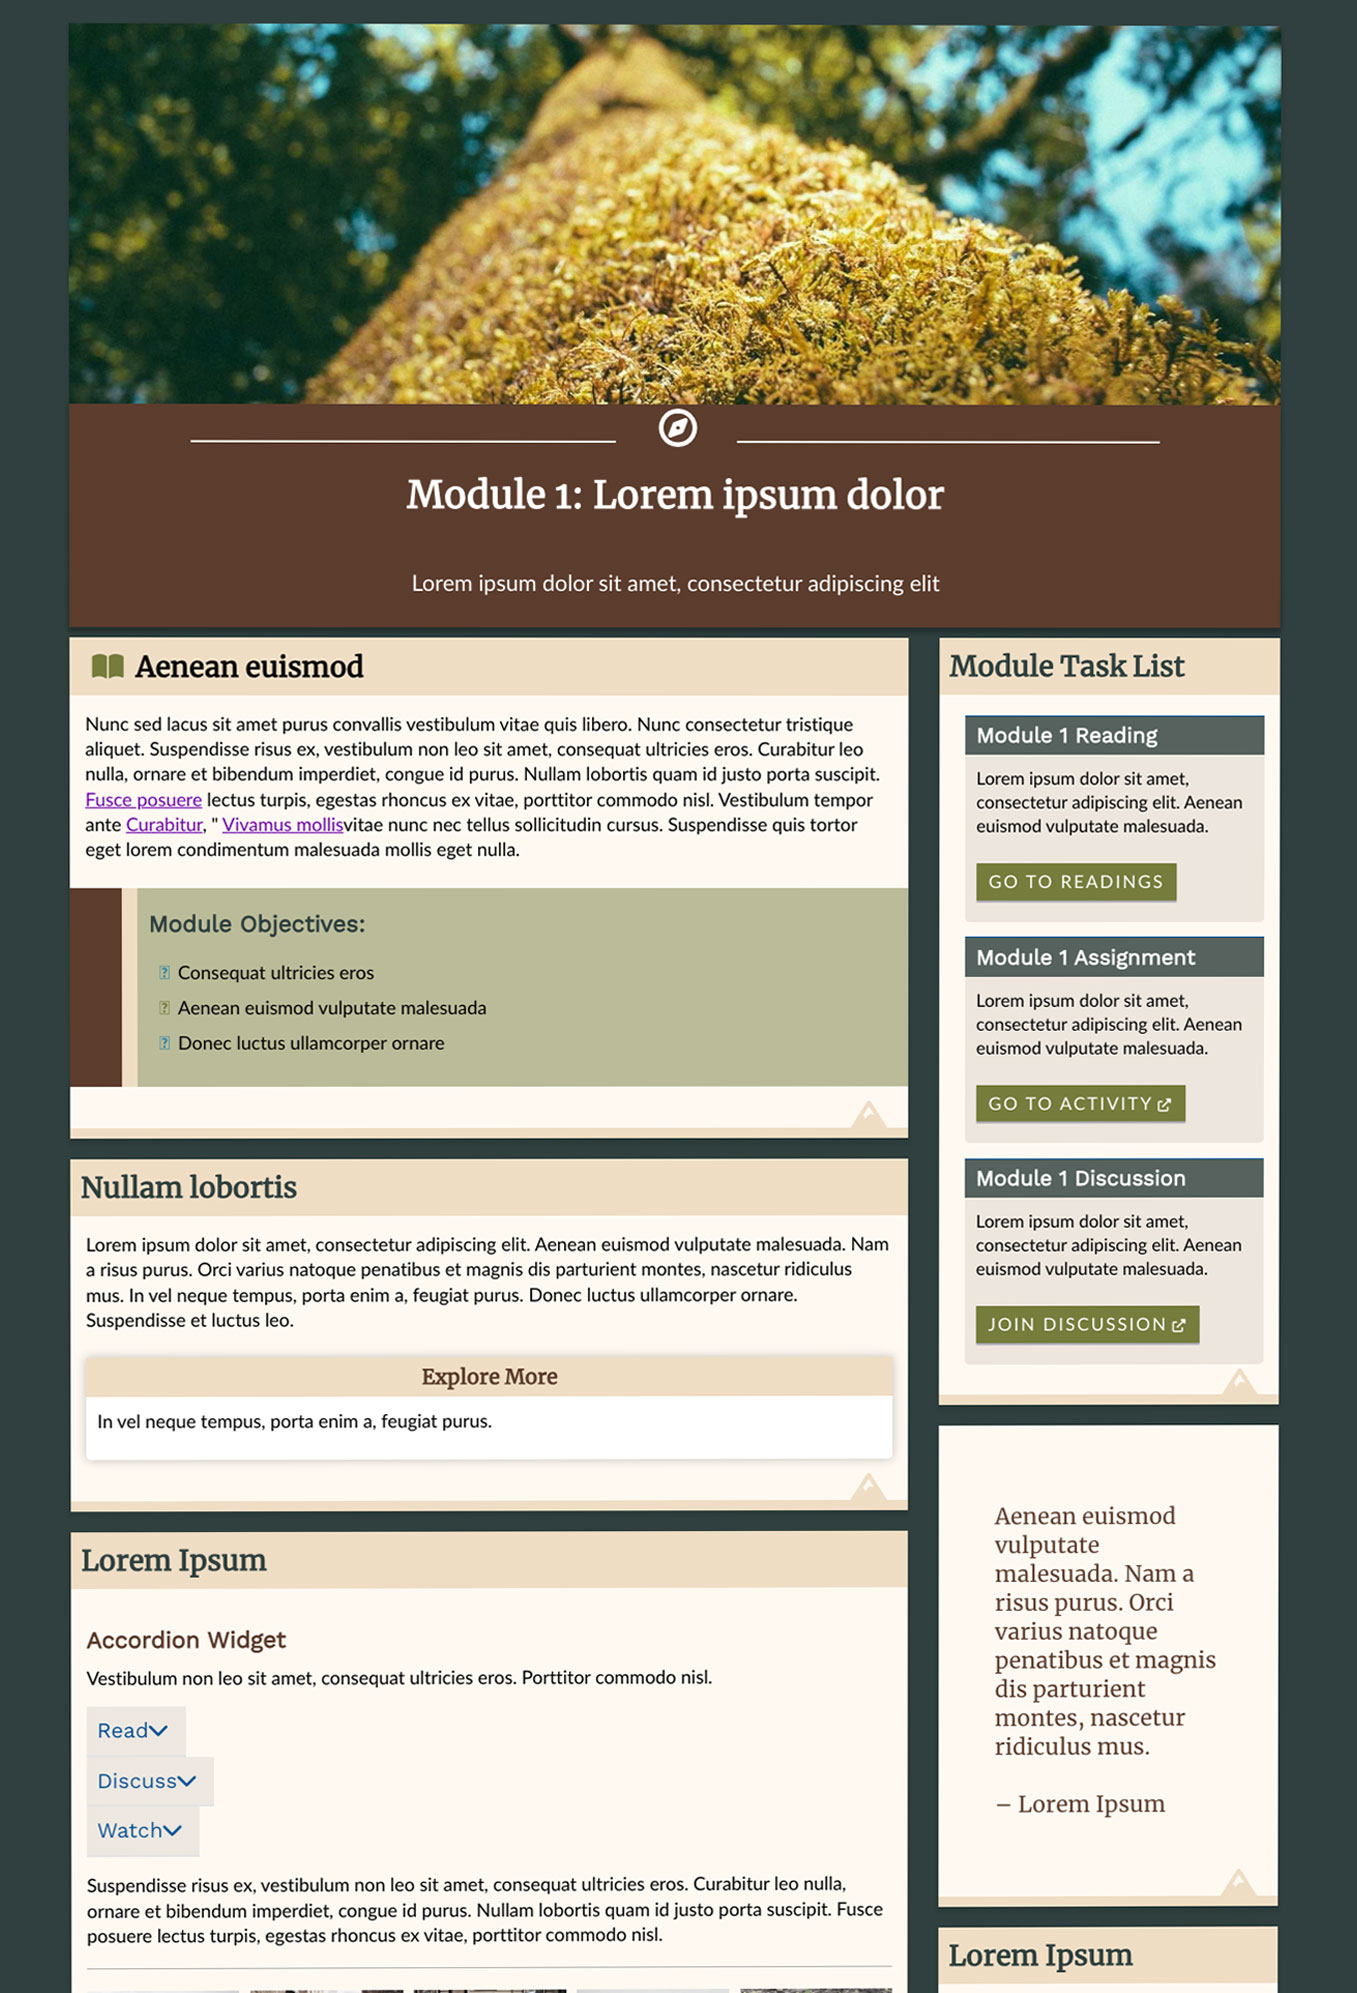 Module 1: Lorem ipsum dolor
Lorem ipsum dolor sit amet, consectetur adipiscing elit
Aenean euismod
Nunc sed lacus sit amet purus convallis vestibulum vitae quis libero. Nunc consectetur tristique
aliquet. Suspendisse risus ex, vestibulum non leo sit amet, consequat ultricies eros. Curabitur leo
nulla, ornare et bibendum imperdiet, congue id purus. Nullam lobortis quam id justo porta suscipit.
Fusce posuere lectus turpis, egestas rhoncus ex vitae, porttitor commodo nisl. Vestibulum tempor
ante Curabitur, " Vivamus mollisvitae nunc nec tellus sollicitudin cursus. Suspendisse quis tortor
eget lorem condimentum malesuada mollis eget nulla.
Module Objectives:
Consequat ultricies eros
Aenean euismod vulputate malesuada
Donec luctus ullamcorper ornare
Nullam lobortis
Lorem ipsum dolor sit amet, consectetur adipiscing elit. Aenean euismod vulputate malesuada. Nam
a risus purus. Orci varius natoque penatibus et magnis dis parturient montes, nascetur ridiculus
mus. In vel neque tempus, porta enim a, feugiat purus. Donec luctus ullamcorper ornare.
Suspendisse et luctus leo.
Explore More
In vel neque tempus, porta enim a, feugiat purus.
Lorem Ipsum
Accordion Widget
Vestibulum non leo sit amet, consequat ultricies eros. Porttitor commodo nisl.
Read
Discuss
Watch
Suspendisse risus ex, vestibulum non leo sit amet, consequat ultricies eros. Curabitur leo nulla,
ornare et bibendum imperdiet, congue id purus. Nullam lobortis quam id justo porta suscipit. Fusce
posuere lectus turpis, egestas rhoncus ex vitae, porttitor commodo nisl.
Module Task List
Module 1 Reading
Lorem ipsum dolor sit amet,
consectetur adipiscing elit. Aenean
euismod vulputate malesuada.
GO TO READINGS
Module 1 Assignment
Lorem ipsum dolor sit amet,
consectetur adipiscing elit. Aenean
euismod vulputate malesuada.
GO TO ACTIVITY
Module 1 Discussion
Lorem ipsum dolor sit amet,
consectetur adipiscing elit. Aenean
euismod vulputate malesuada.
JOIN DISCUSSION
Aenean euismod
vulputate
malesuada. Nam a
risus purus. Orci
varius natoque
penatibus et magnis
dis parturient
montes, nascetur
ridiculus mus.
– Lorem Ipsum
Lorem Ipsum